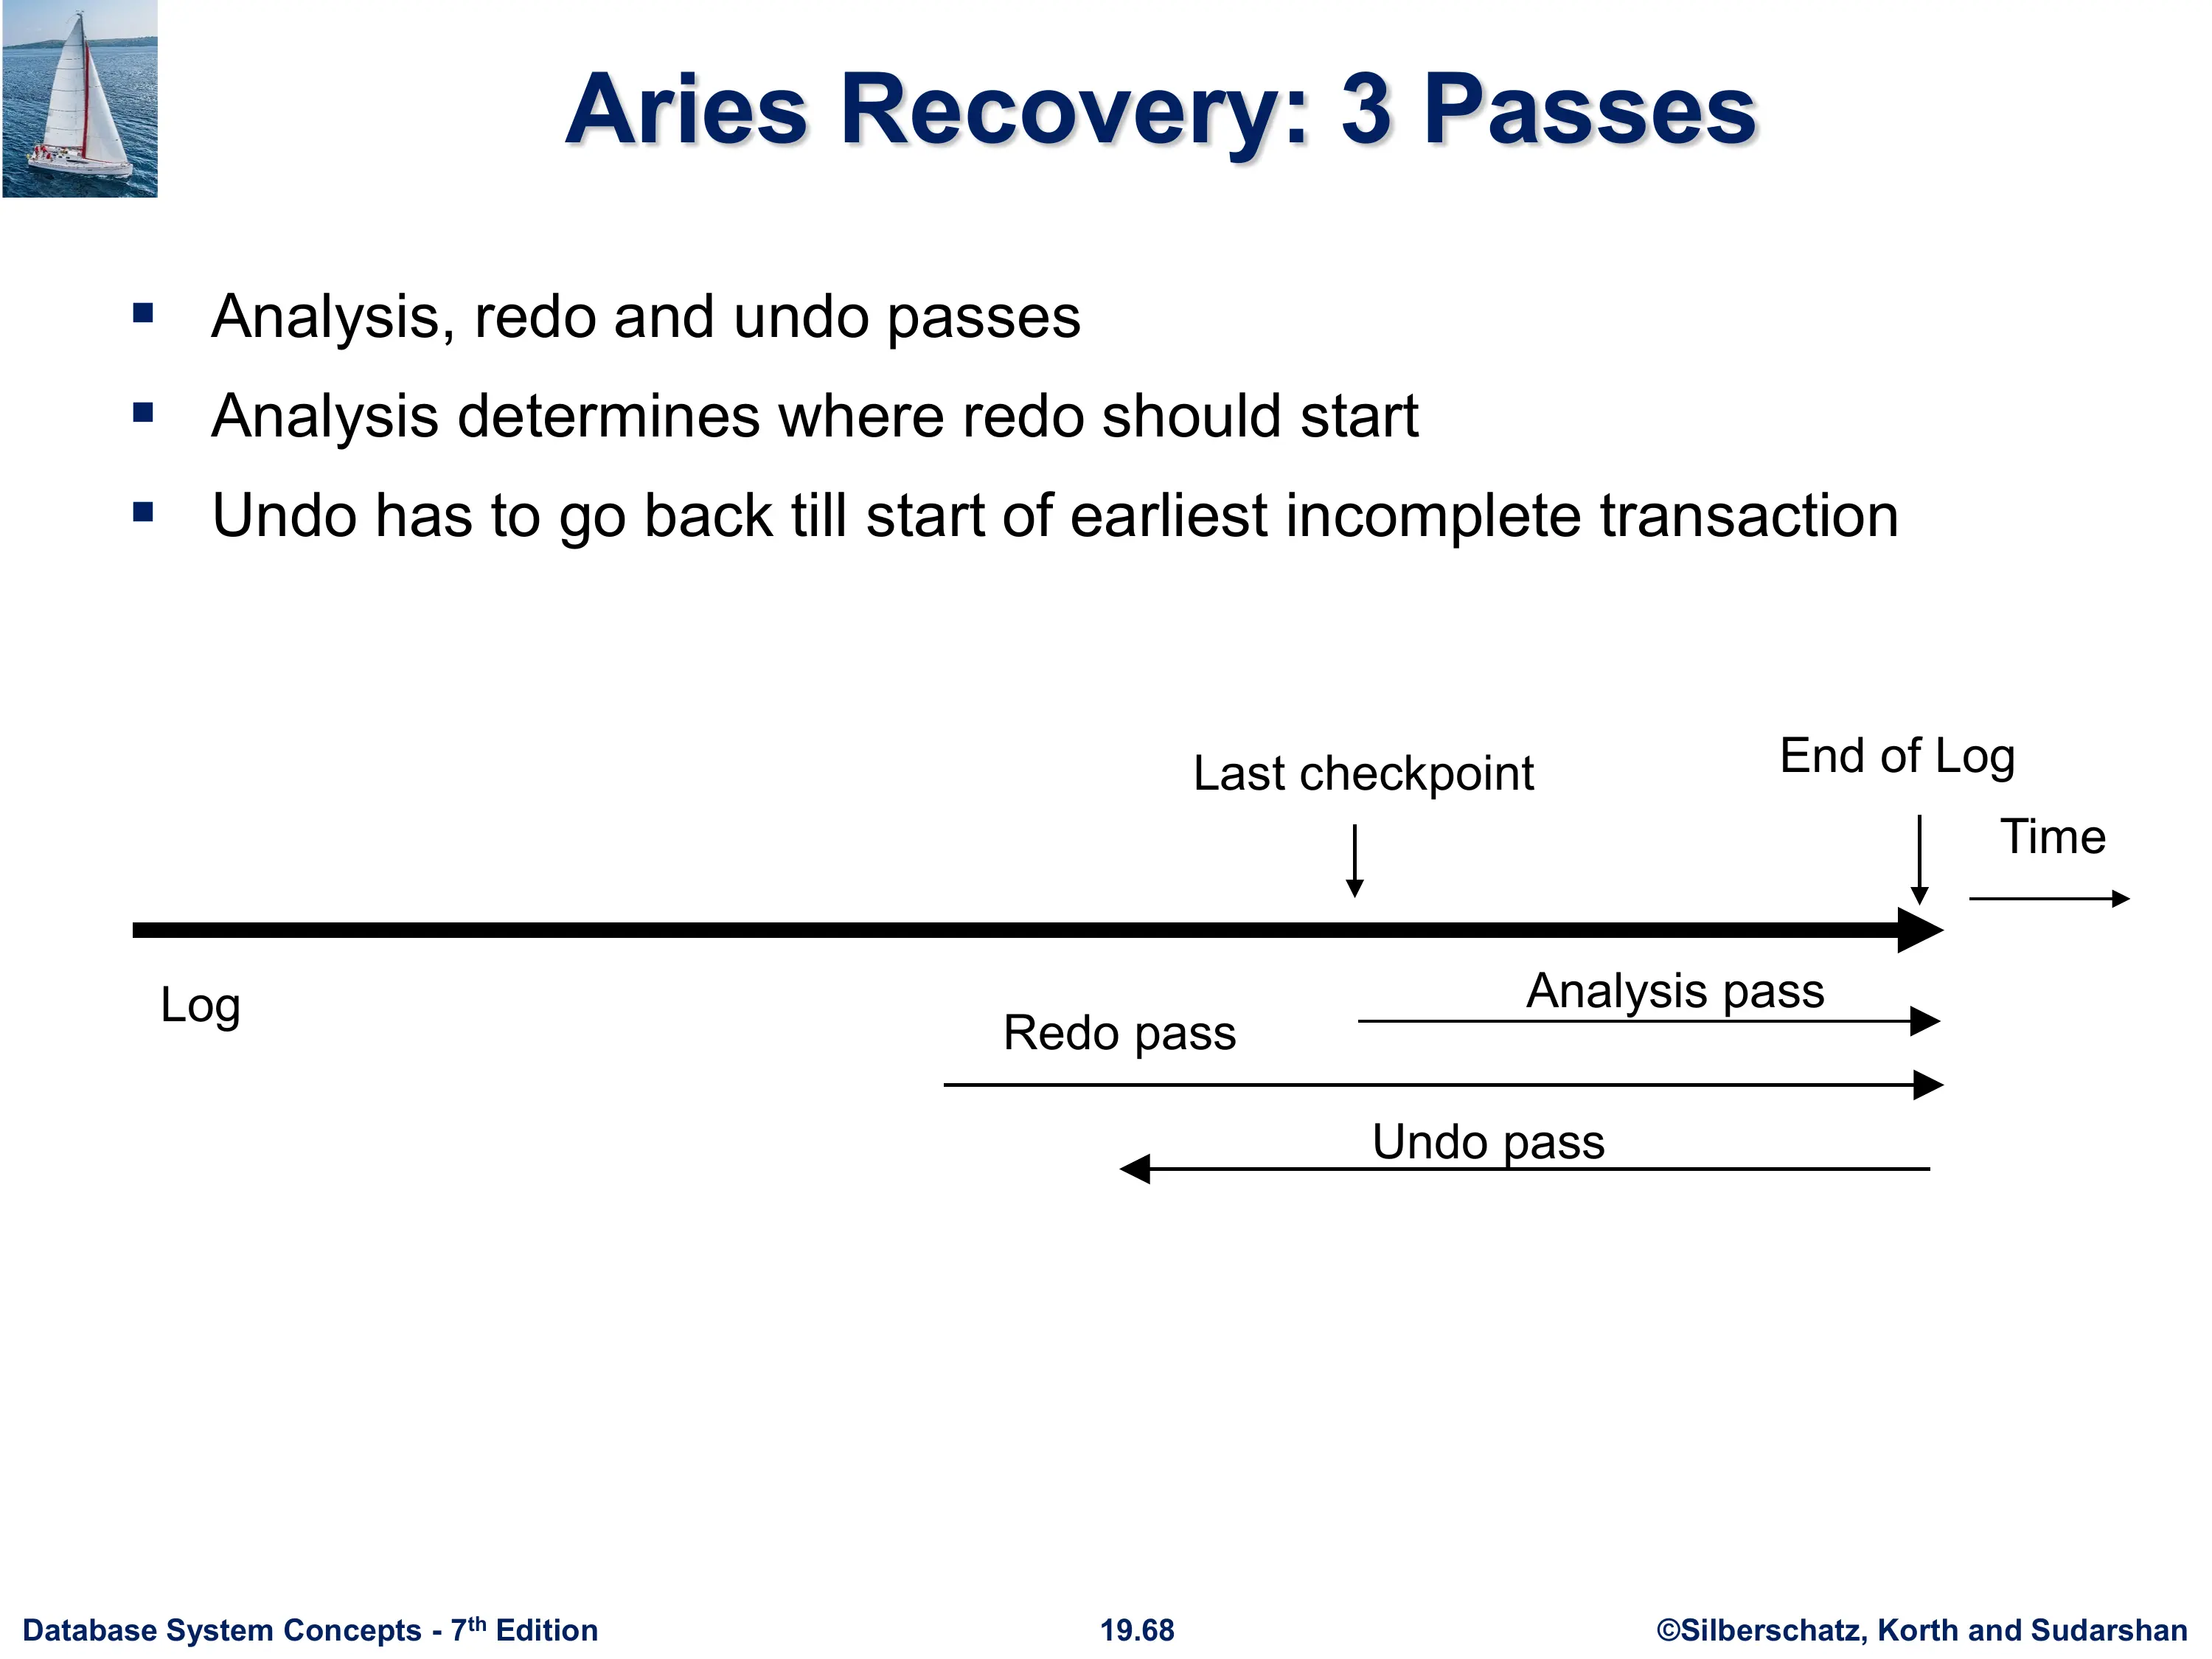 Aries Recovery: 3 Passes
Analysis, redo and undo passes
Analysis determines where redo should start
Undo has to go back till start of earliest incomplete transaction
Last checkpoint
End of Log
Time
Log
Analysis pass
Redo pass
Undo pass
Database System Concepts - 7th Edition
19.68
©Silberschatz, Korth and Sudarshan